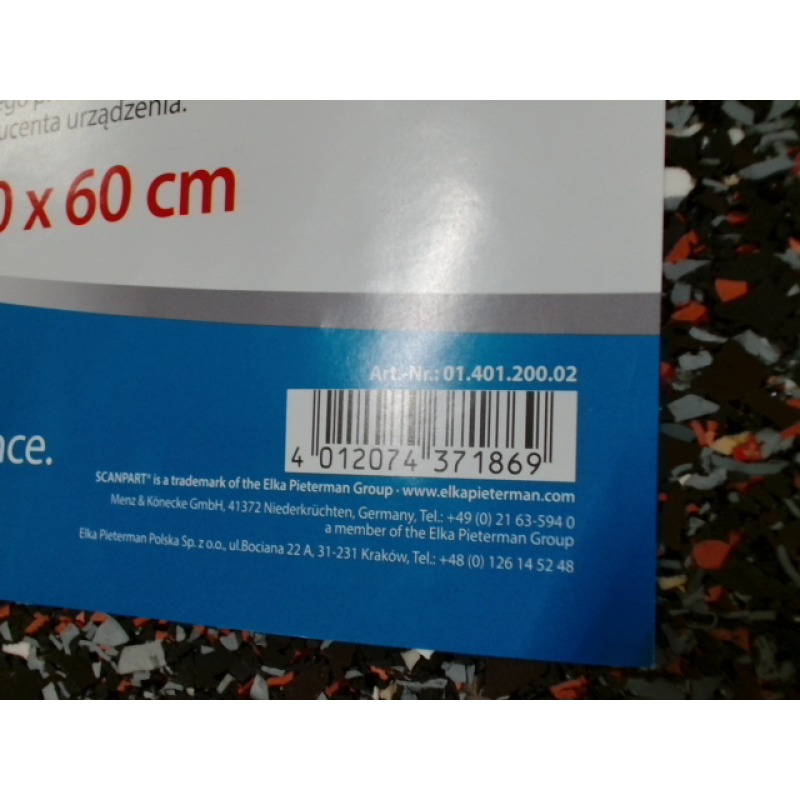 ego
ucenta urządzenia.
0 x 60 cm
Art.-Nr.: 01.401.200.02
nce.
4 012074 371869
SCANPART® is a trademark of the Elka Pieterman Group · www.elkapieterman.com
Menz & Könecke GmbH, 41372 Niederkrüchten, Germany, Tel.: +49 (0) 21 63-594 0
a member of the Elka Pieterman Group
Elka Pieterman Polska Sp. z o.o., ul.Bociana 22 A, 31-231 Kraków, Tel.: +48 (0) 126 14 52 48